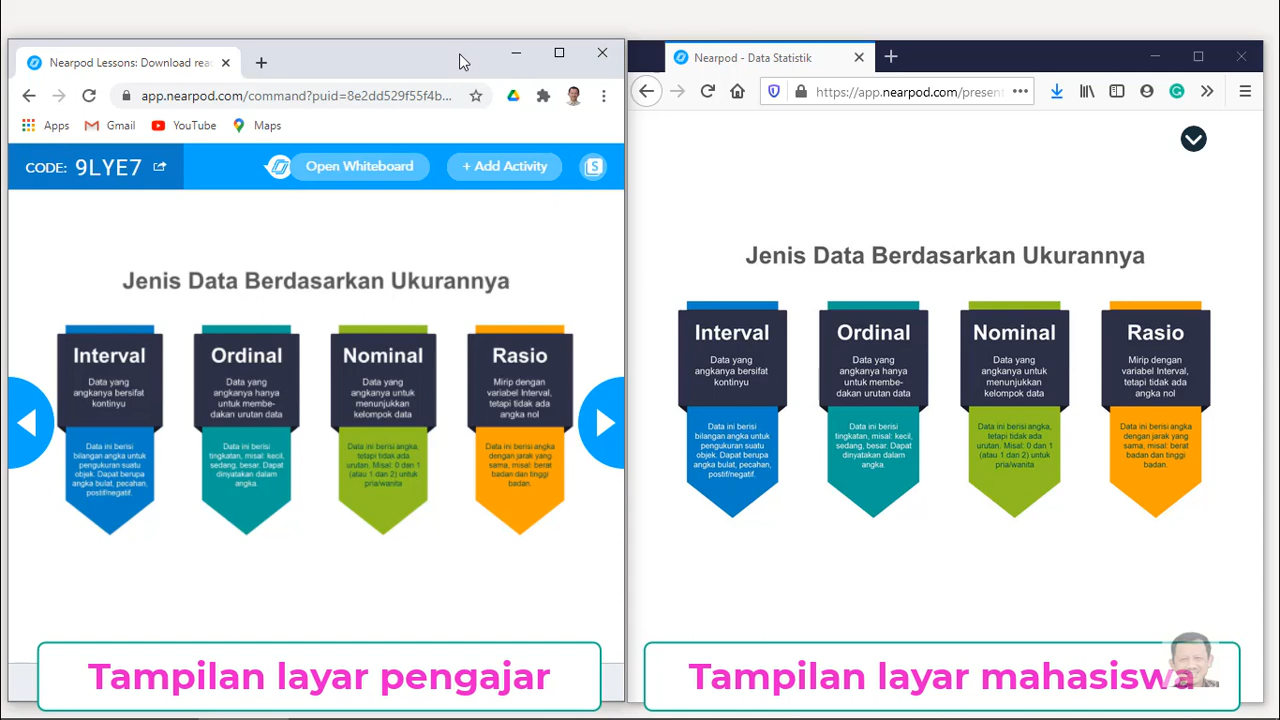 Nearpod Lessons: Download rea
app.nearpod.com/command?puid=8e2dd529f55f4b...
Apps
Gmail
YouTube
Maps
CODE: 9LYE7
Open Whiteboard
+ Add Activity
S
Jenis Data Berdasarkan Ukurannya
Interval
Data yang
angkanya bersifat
kontinyu
Data ini berisi
bilangan angka untuk
pengukuran suatu
objek. Dapat berupa
angka bulat, pecahan,
postif/negatif.
Ordinal
Data yang
angkanya hanya
untuk membe-
dakan urutan data
Data ini berisi
tingkatan, misal: kecil,
sedang, besar. Dapat
dinyatakan dalam
angka.
Nominal
Data yang
angkanya untuk
menunjukkan
kelompok data
Data ini berisi angka,
tetapi tidak ada
urutan. Misal: 0 dan 1
(atau 1 dan 2) untuk
pria/wanita
Rasio
Mirip dengan
variabel Interval,
tetapi tidak ada
angka nol
Data ini berisi angka
dengan jarak yang
sama, misal: berat
badan dan tinggi
badan.
Tampilan layar pengajar
Nearpod - Data Statistik
https://app.nearpod.com/present
Jenis Data Berdasarkan Ukurannya
Interval
Data yang
angkanya bersifat
kontinyu
Data ini berisi
bilangan angka untuk
pengukuran suatu
objek. Dapat berupa
angka bulat, pecahan,
postif/negatif.
Ordinal
Data yang
angkanya hanya
untuk membe-
dakan urutan data
Data ini berisi
tingkatan, misal: kecil,
sedang, besar. Dapat
dinyatakan dalam
angka.
Nominal
Data yang
angkanya untuk
menunjukkan
kelompok data
Data ini berisi angka,
tetapi tidak ada
urutan. Misal: 0 dan 1
(atau 1 dan 2) untuk
pria/wanita
Rasio
Mirip dengan
variabel Interval,
tetapi tidak ada
angka nol
Data ini berisi angka
dengan jarak yang
sama, misal: berat
badan dan tinggi
badan.
Tampilan layar mahasiswa